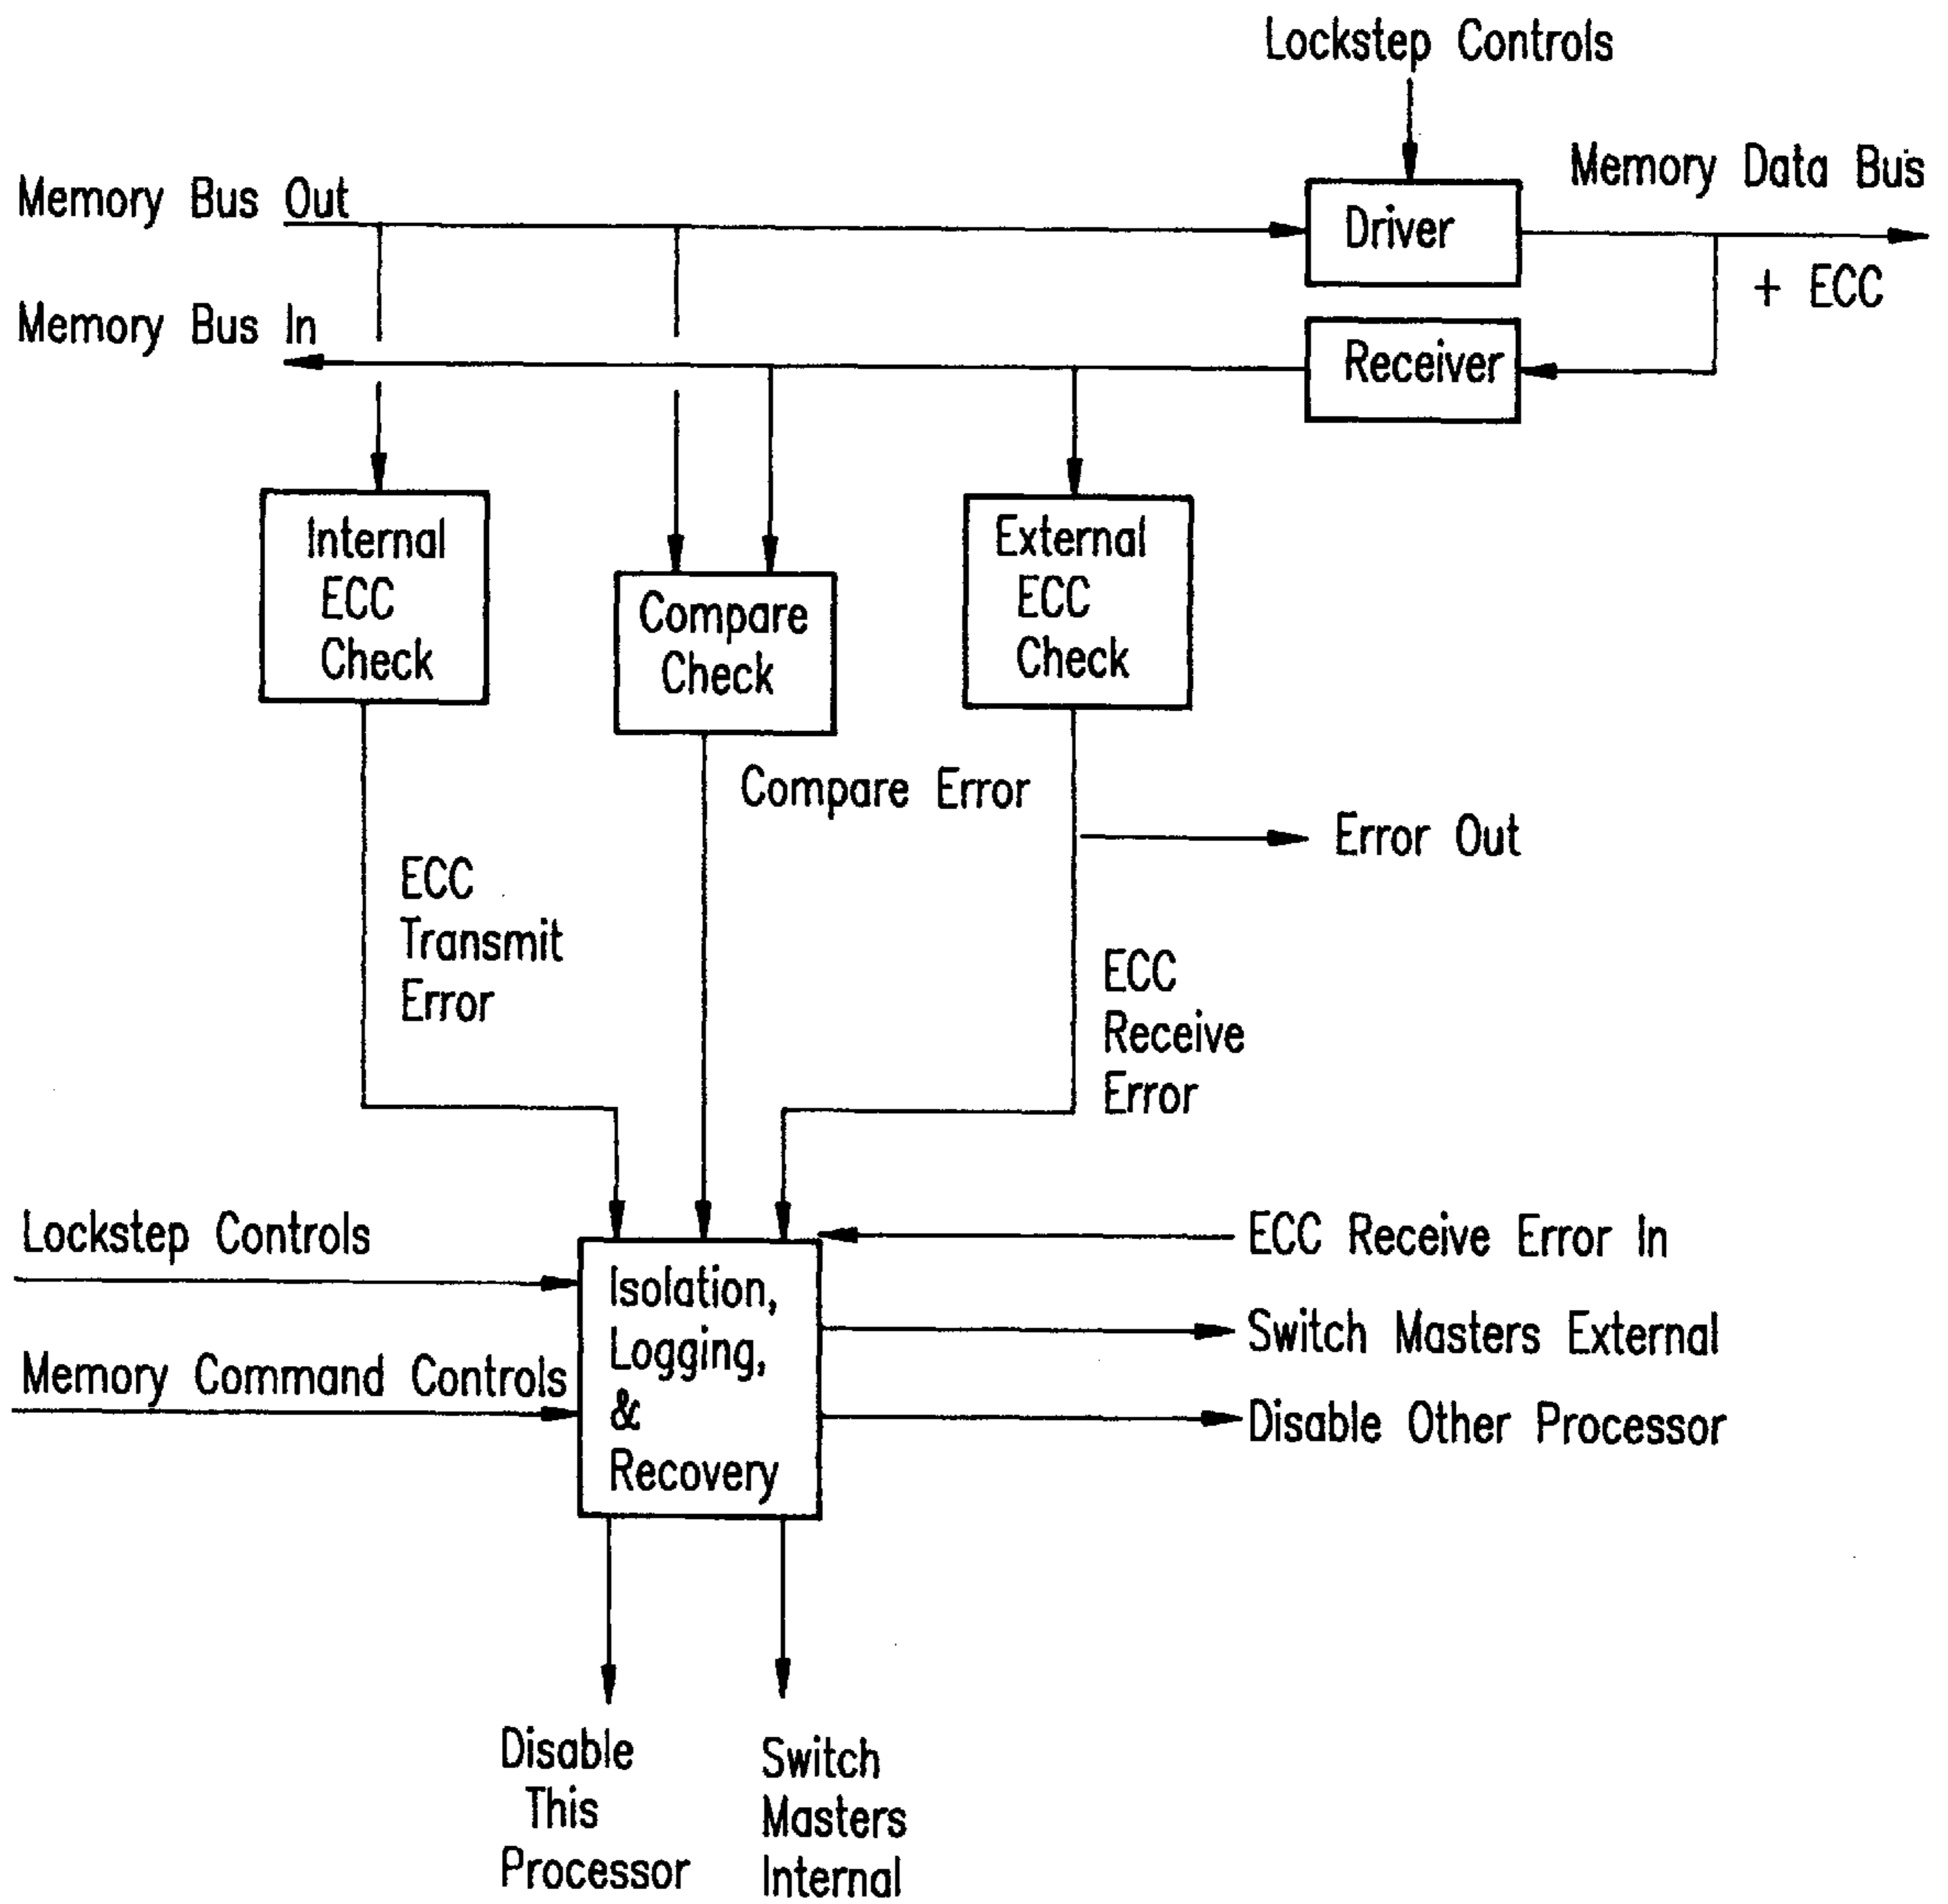 Lockstep Controls
Memory Data Bus
Memory Bus Out
Driver
+ ECC
Memory Bus In
Receiver
Internal
ECC
Check
Compare
Check
External
ECC
Check
Compare Error
Error Out
ECC
Transmit
Error
ECC
Receive
Error
Lockstep Controls
Memory Command Controls
Isolation,
Logging,
&
Recovery
ECC Receive Error In
Switch Masters External
Disable Other Processor
Disable
This
Processor
Switch
Masters
Internal